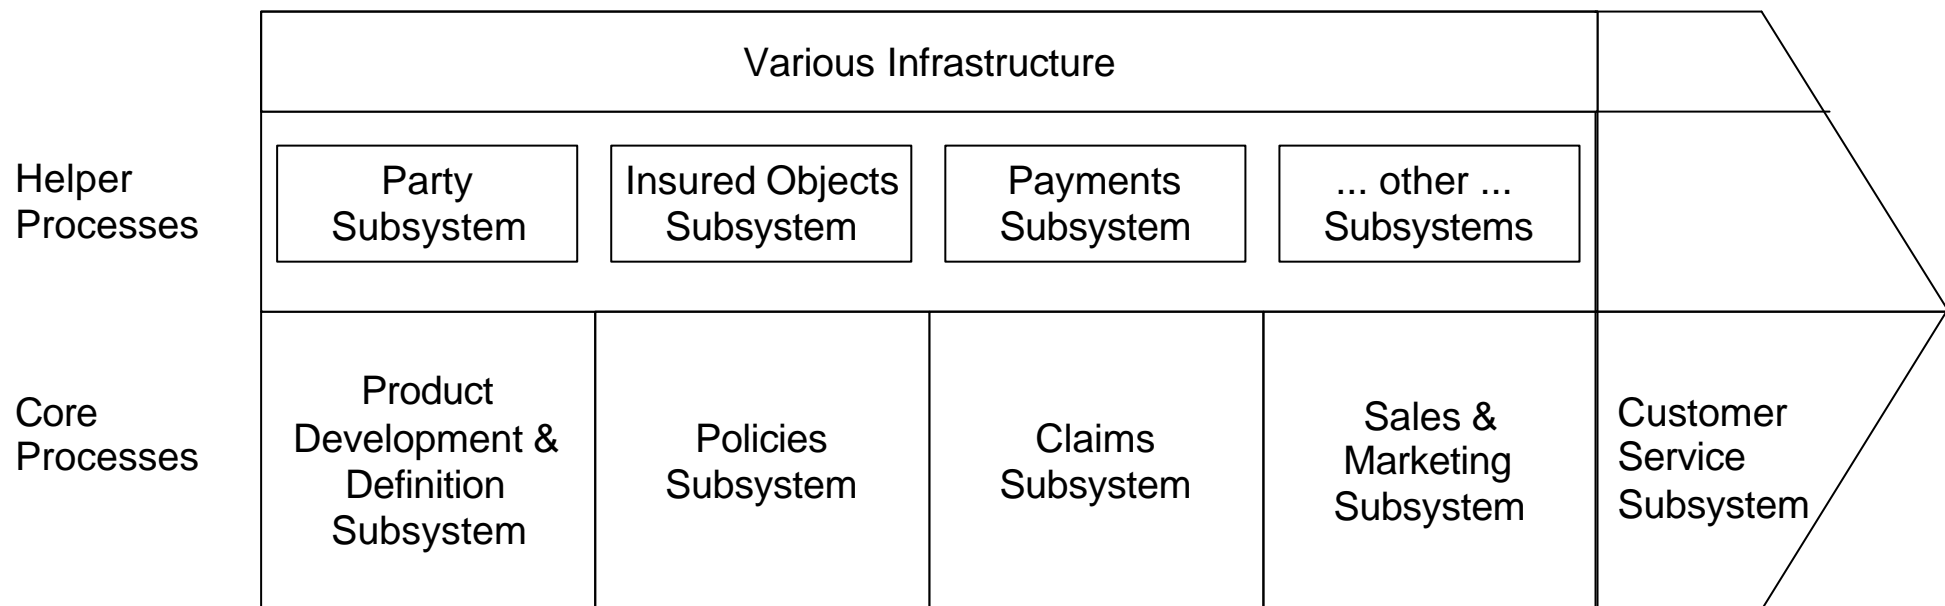 Various Infrastructure
Helper
Processes
Party
Subsystem
Insured Objects
Subsystem
Payments
Subsystem
... other ...
Subsystems
Core
Processes
Product
Development &
Definition
Subsystem
Policies
Subsystem
Claims
Subsystem
Sales &
Marketing
Subsystem
Customer
Service
Subsystem